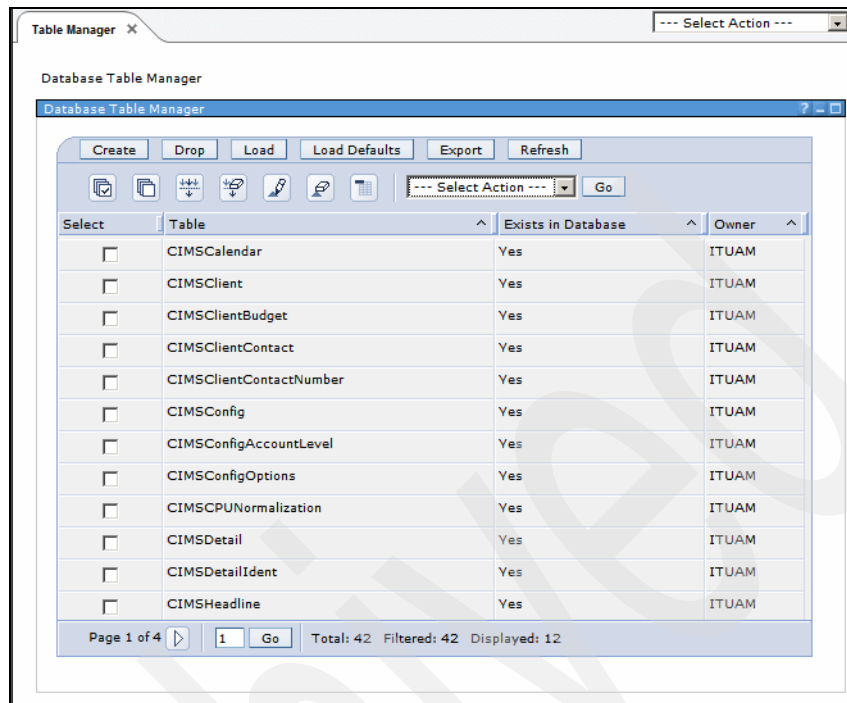 Table Manager
--- Select Action ---
Database Table Manager
Database Table Manager
Create Drop Load Load Defaults Export Refresh
--- Select Action --- Go
Select Table Exists in Database Owner
CIMSCalendar Yes ITUAM
CIMSClient Yes ITUAM
CIMSClientBudget Yes ITUAM
CIMSClientContact Yes ITUAM
CIMSClientContactNumber Yes ITUAM
CIMSConfig Yes ITUAM
CIMSConfigAccountLevel Yes ITUAM
CIMSConfigOptions Yes ITUAM
CIMSCPUNormalization Yes ITUAM
CIMSDetail Yes ITUAM
CIMSDetailIdent Yes ITUAM
CIMSHeadline Yes ITUAM
Page 1 of 4 1 Go Total: 42 Filtered: 42 Displayed: 12